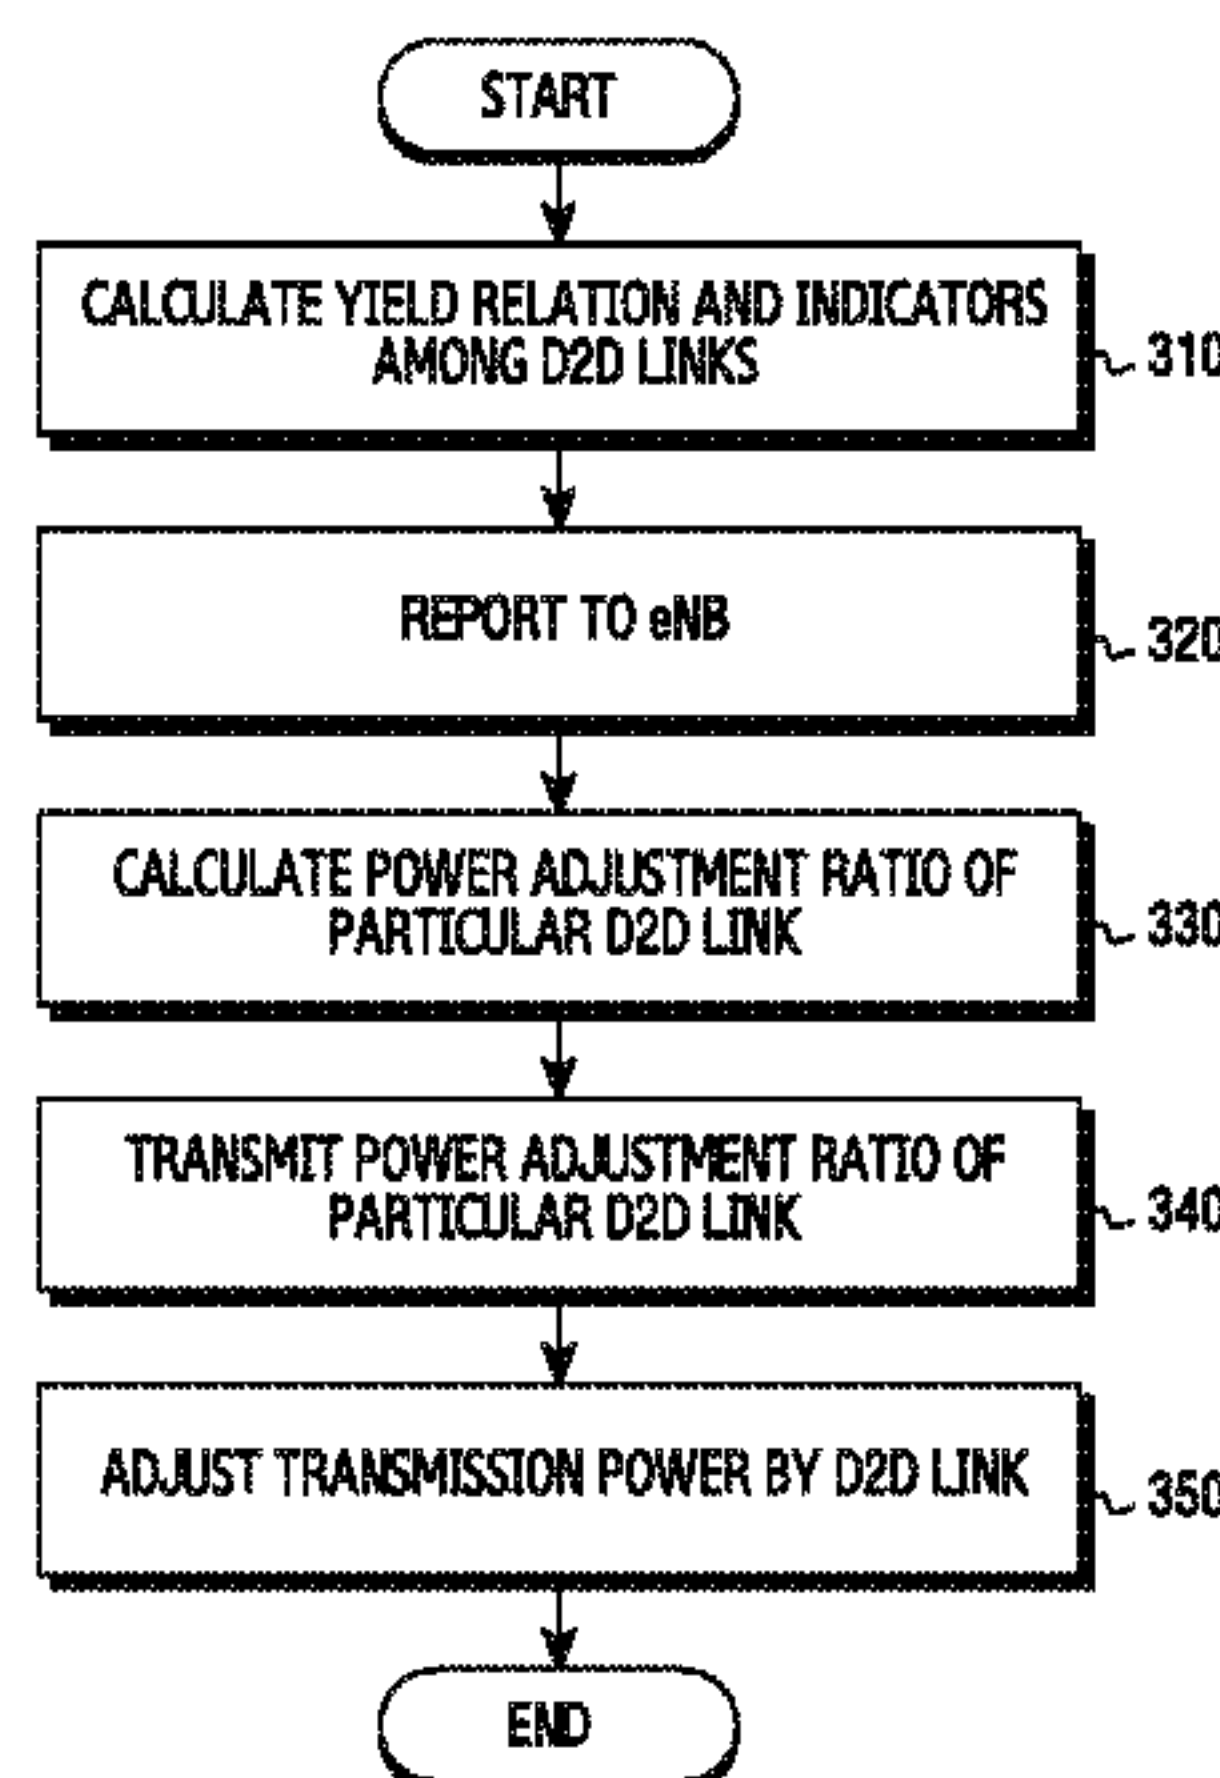 START
CALCULATE YIELD RELATION AND INDICATORS
AMONG D2D LINKS
310
REPORT TO eNB
320
CALCULATE POWER ADJUSTMENT RATIO OF
PARTICULAR D2D LINK
330
TRANSMIT POWER ADJUSTMENT RATIO OF
PARTICULAR D2D LINK
340
ADJUST TRANSMISSION POWER BY D2D LINK
350
END